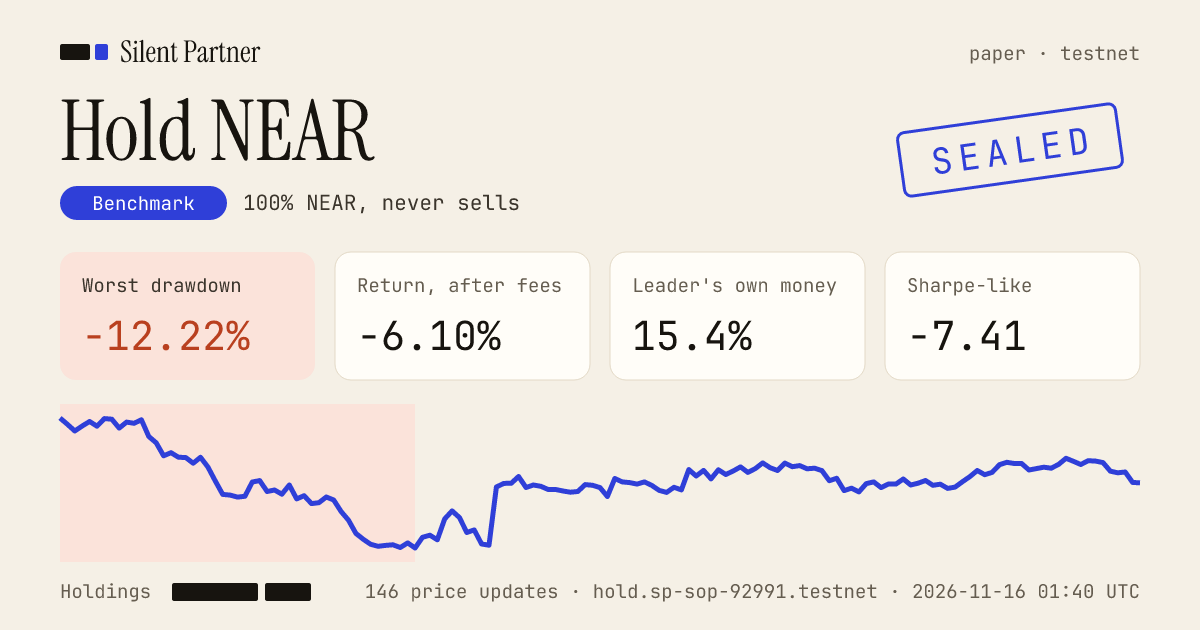 Silent Partner
paper · testnet
Hold NEAR
SEALED
Benchmark
100% NEAR, never sells
Worst drawdown
-12.22%
Return, after fees
-6.10%
Leader's own money
15.4%
Sharpe-like
-7.41
Holdings
146 price updates · hold.sp-sop-92991.testnet · 2026-11-16 01:40 UTC